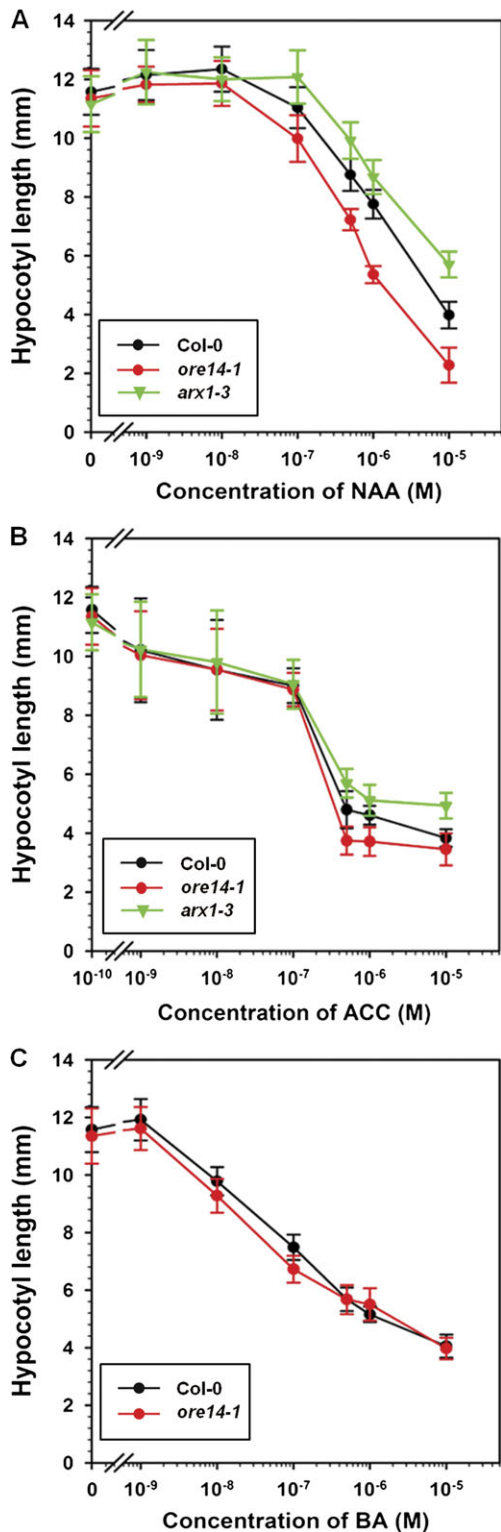 A
Hypocotyl length (mm)
14
12
10
8
6
4
2
0
Col-0
ore14-1
arx1-3
0 10⁻⁹ 10⁻⁸ 10⁻⁷ 10⁻⁶ 10⁻⁵
Concentration of NAA (M)
B
Hypocotyl length (mm)
14
12
10
8
6
4
2
0
Col-0
ore14-1
arx1-3
10⁻¹⁰ 10⁻⁹ 10⁻⁸ 10⁻⁷ 10⁻⁶ 10⁻⁵
Concentration of ACC (M)
C
Hypocotyl length (mm)
14
12
10
8
6
4
2
0
Col-0
ore14-1
0 10⁻⁹ 10⁻⁸ 10⁻⁷ 10⁻⁶ 10⁻⁵
Concentration of BA (M)